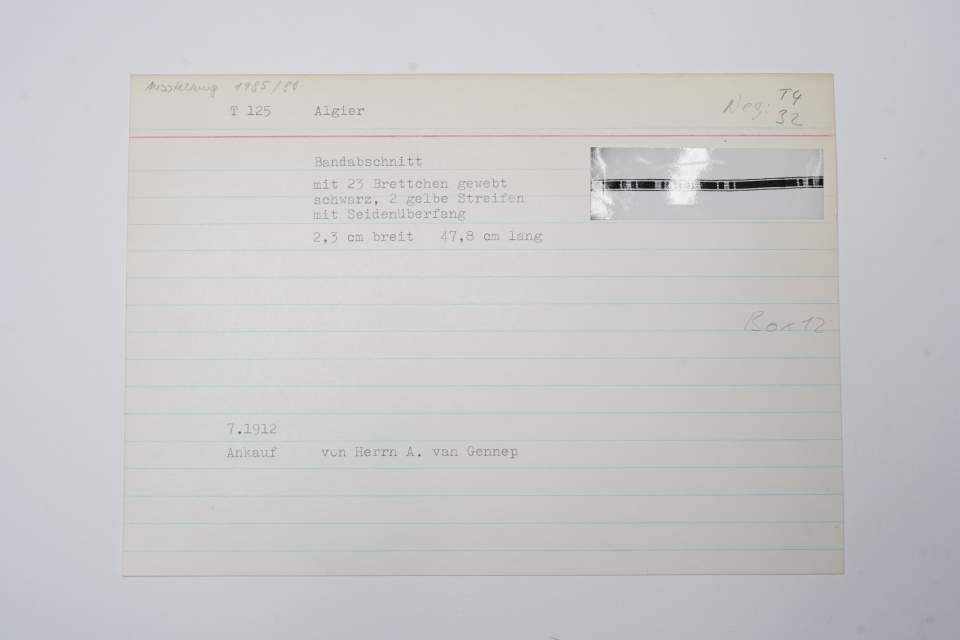 Ausstellung 1985/86
T 125 Algier
Neg: T4
32
Bandabschnitt
mit 23 Brettchen gewebt
schwarz, 2 gelbe Streifen
mit Seidenüberfang
2,3 cm breit 47,8 cm lang
Box 12
7.1912
Ankauf von Herrn A. van Gennep